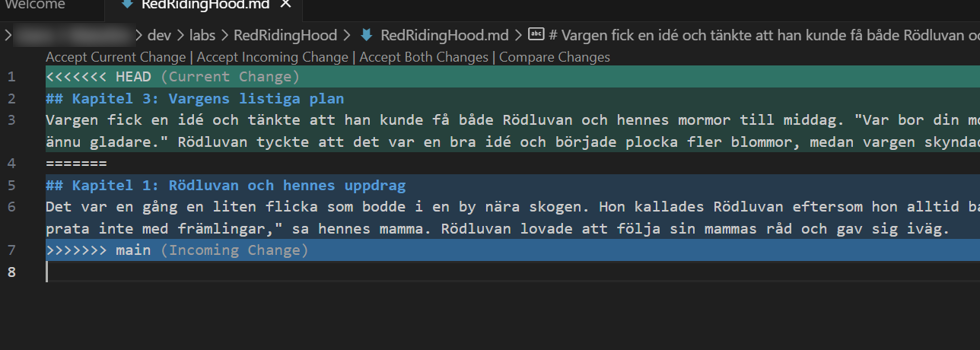 Welcome
RedRidingHood.md
dev > labs > RedRidingHood > RedRidingHood.md > # Vargen fick en idé och tänkte att han kunde få både Rödluvan
Accept Current Change | Accept Incoming Change | Accept Both Changes | Compare Changes
1 <<<<<<< HEAD (Current Change)
2 ## Kapitel 3: Vargens listiga plan
3 Vargen fick en idé och tänkte att han kunde få både Rödluvan och hennes mormor till middag. "Var bor din
ännu gladare." Rödluvan tyckte att det var en bra idé och började plocka fler blommor, medan vargen
4 =======
5 ## Kapitel 1: Rödluvan och hennes uppdrag
6 Det var en gång en liten flicka som bodde i en by nära skogen. Hon kallades Rödluvan eftersom hon alltid
prata inte med främlingar," sa hennes mamma. Rödluvan lovade att följa sin mammas råd och gav sig iväg.
7 >>>>>>> main (Incoming Change)
8